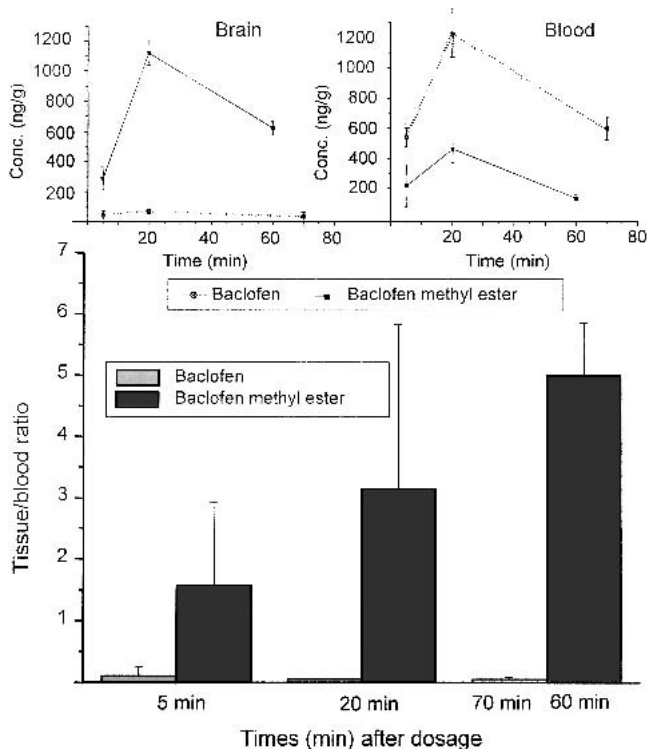 Brain
Blood
1200
1000
800
600
400
200
Conc. (ng/g)
20 40 60 80
Time (min)
1200
1000
800
600
400
200
Conc. (ng/g)
20 40 60 80
Time (min)
Baclofen Baclofen methyl ester
Baclofen
Baclofen methyl ester
7
6
5
4
3
2
1
Tissue/blood ratio
5 min 20 min 70 min 60 min
Times (min) after dosage